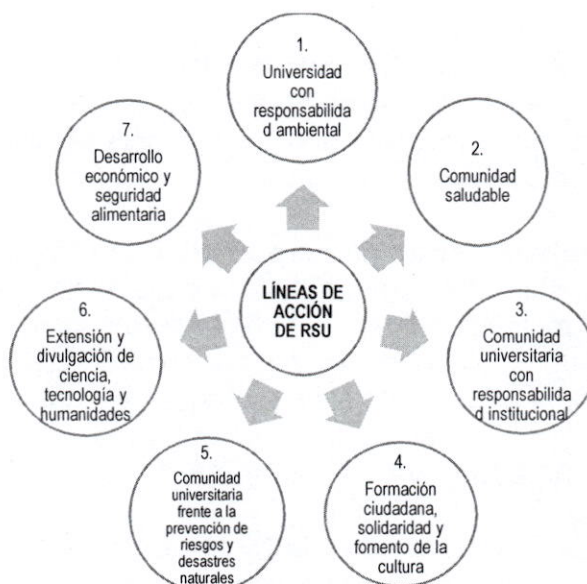 1.
Universidad
con
responsabilida
d ambiental
2.
Comunidad
saludable
3.
Comunidad
universitaria
con
responsabilida
d institucional
4.
Formación
ciudadana,
solidaridad y
fomento de la
cultura
5.
Comunidad
universitaria
frente a la
prevención de
riesgos y
desastres
naturales
6.
Extensión y
divulgación de
ciencia,
tecnología y
humanidades
7.
Desarrollo
económico y
seguridad
alimentaria
LÍNEAS DE
ACCIÓN
DE RSU